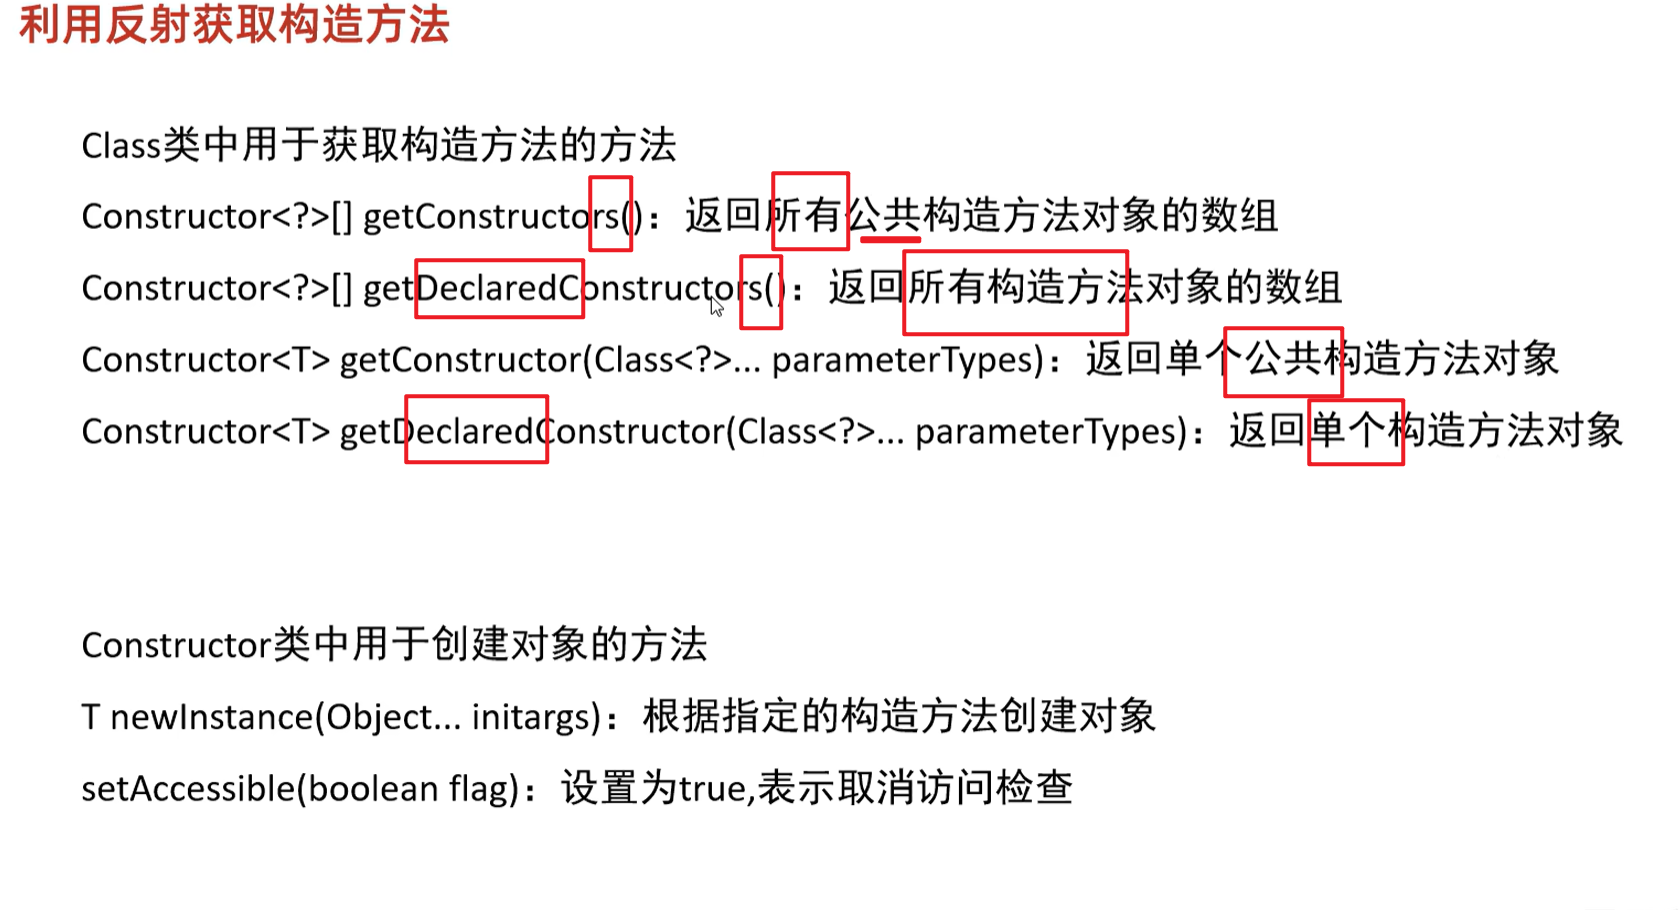 利用反射获取构造方法
Class类中用于获取构造方法的方法
Constructor<?>[] getConstructors()：返回所有公共构造方法对象的数组
Constructor<?>[] getDeclaredConstructors()：返回所有构造方法对象的数组
Constructor<T> getConstructor(Class<?>... parameterTypes)：返回单个公共构造方法对象
Constructor<T> getDeclaredConstructor(Class<?>... parameterTypes)：返回单个构造方法对象
Constructor类中用于创建对象的方法
T newInstance(Object... initargs)：根据指定的构造方法创建对象
setAccessible(boolean flag)：设置为true,表示取消访问检查